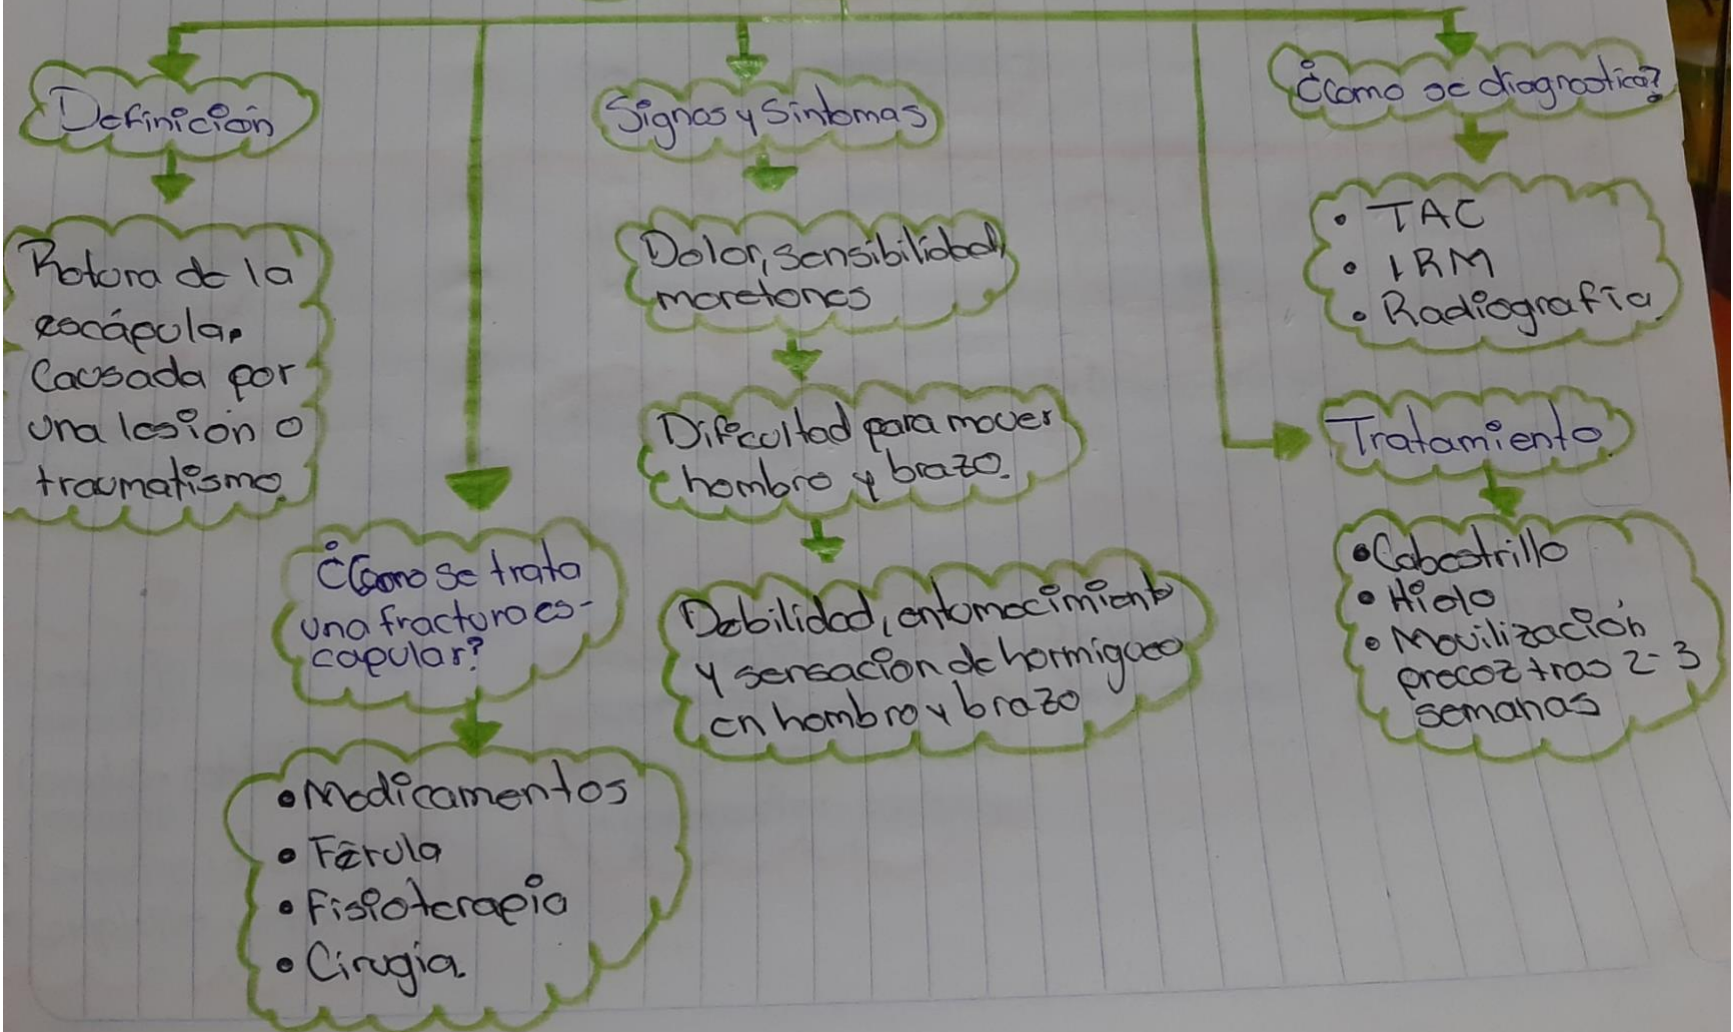 Definición
Rotura de la
escápula.
Causada por
una lesión o
traumatismo.
¿Cómo se trata
una fractura es-
capular?
• Medicamentos
• Férula
• Fisioterapia
• Cirugía.
Signos y Sintomas
Dolor, sensibilidad,
moretones
Dificultad para mover
hombro y brazo.
Debilidad, entumecimiento
y sensación de hormigueo
en hombro y brazo
¿Como se diagnostica?
• TAC
• IRM
• Radiografía.
Tratamiento.
• Cabestrillo
• Hielo
• Movilización
precoz tras 2-3
semanas